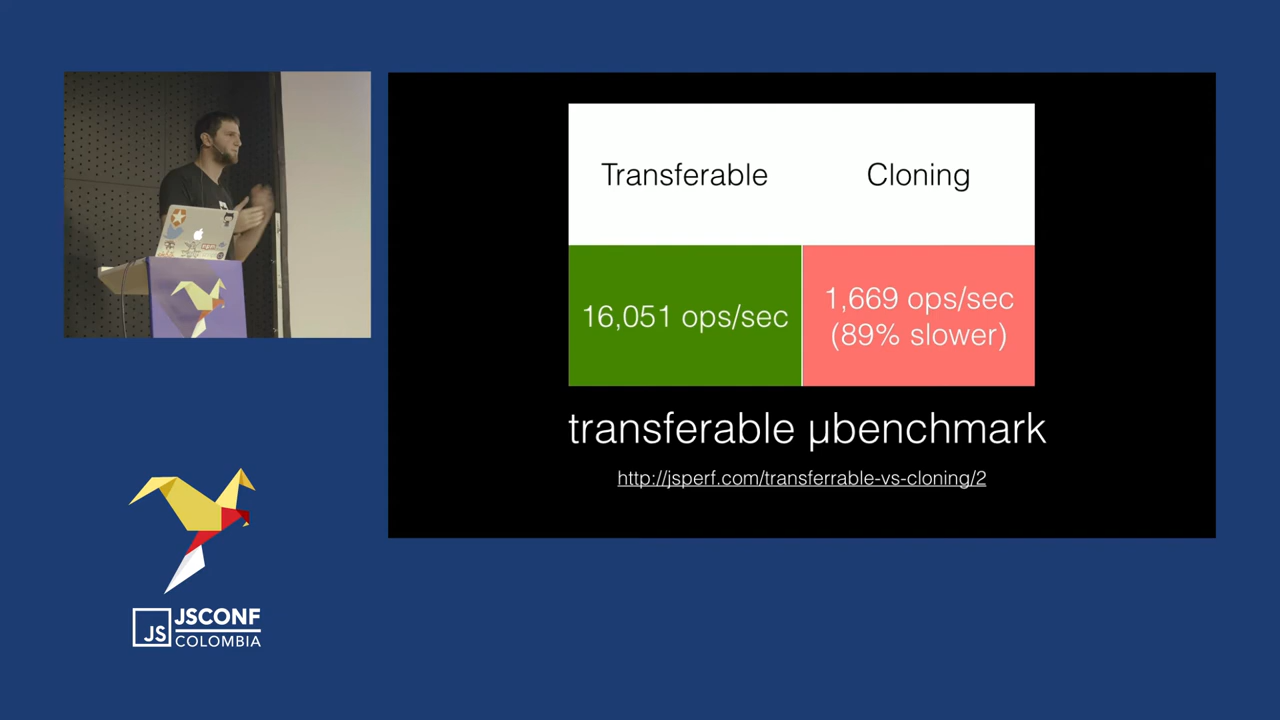 Transferable
Cloning
16,051 ops/sec
1,669 ops/sec
(89% slower)
transferable µbenchmark
http://jsperf.com/transferrable-vs-cloning/2
JS
JSCONF
COLOMBIA